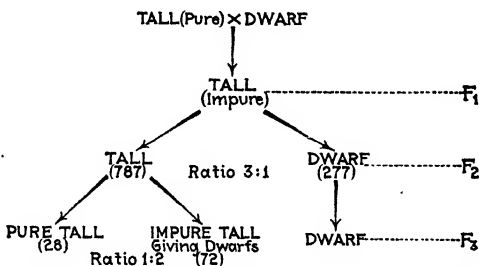 TALL(Pure) × DWARF
TALL F₁
(Impure)
TALL Ratio 3:1 DWARF F₂
(787) (277)
PURE TALL IMPURE TALL DWARF F₃
(28) Giving Dwarfs
Ratio 1:2 (72)